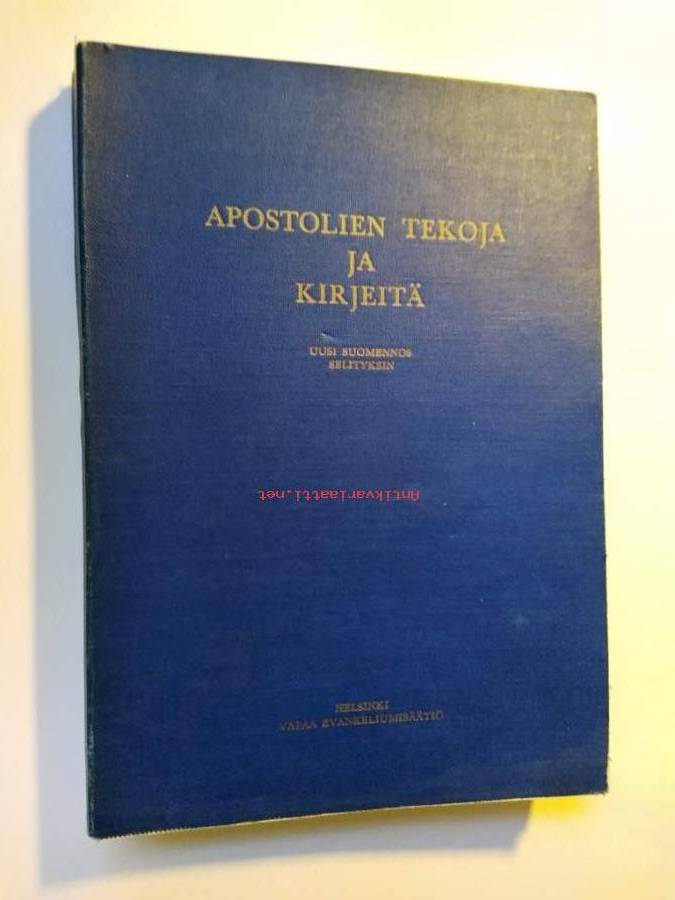 APOSTOLIEN TEKOJA
JA
KIRJEITÄ
UUSI SUOMENNOS
SELITYKSIN
Antikvariaatti.net
HELSINKI
VAPAA EVANKELIUMISÄÄTIÖ